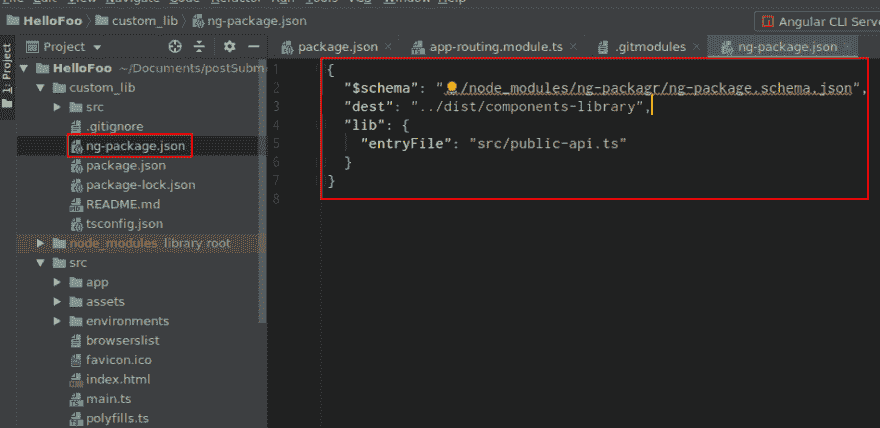 HelloFoo custom_lib ng-package.json Angular CLI Serve
1: Project
Project package.json app-routing.module.ts .gitmodules ng-package.json
HelloFoo ~/Documents/postSubm
custom_lib
src
.gitignore
ng-package.json
package.json
package-lock.json
README.md
tsconfig.json
node_modules library root
src
app
assets
environments
browserslist
favicon.ico
index.html
main.ts
polyfills.ts
1 {
2 "$schema": "/node_modules/ng-packagr/ng-package.schema.json",
3 "dest": "../dist/components-library",
4 "lib": {
5 "entryFile": "src/public-api.ts"
6 }
7 }
8